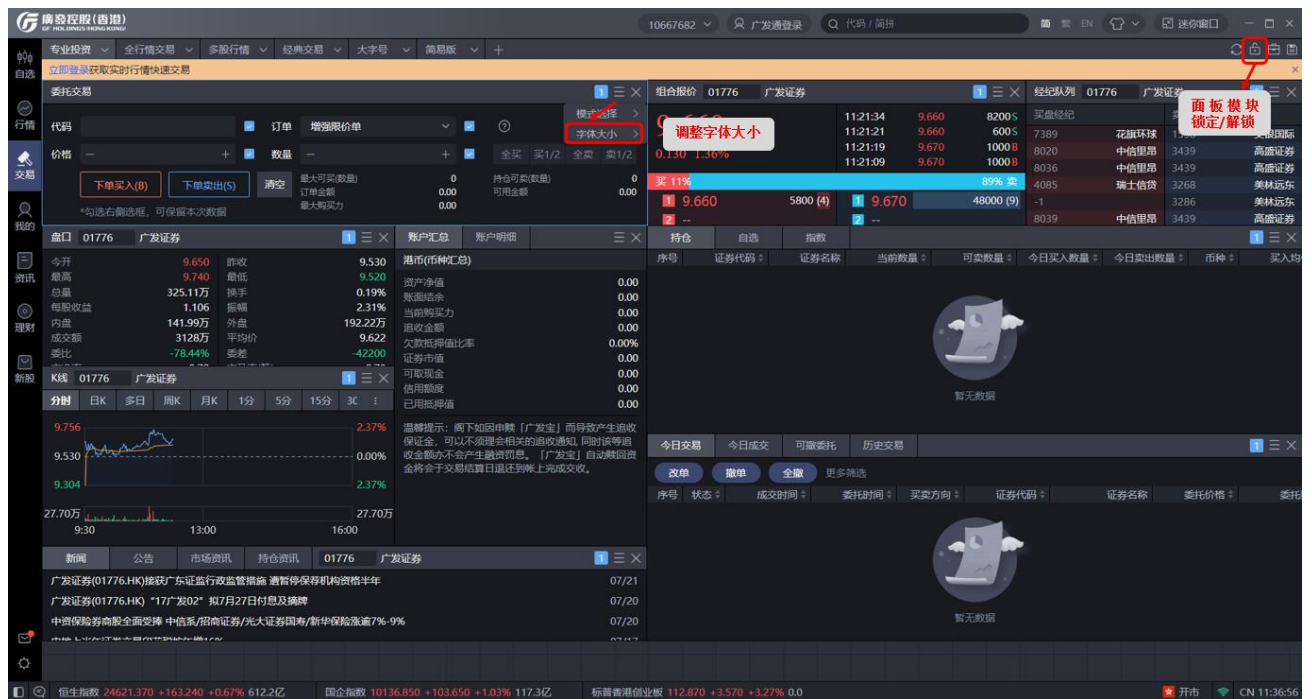 廣發控股(香港)
GF HOLDINGS (HONG KONG)
10667682
广发通登录
代码 / 简拼
简 繁 EN
迷你窗口
专业投资 全行情交易 多股行情 经典交易 大字号 简易版 +
立即登录获取实时行情快速交易
自选
行情
交易
我的
资讯
理财
新股
委托交易 1
模式选择
字体大小
代码
订单 增强限价单
价格 − +
数量 − +
全买 买1/2 全卖 卖1/2
下单买入(B) 下单卖出(S) 清空
最大可买(数量) 0 持仓可卖(数量) 0
订单金额 0.00 可用金额 0.00
最大购买力 0.00
*勾选右侧选框，可保留本次数据
调整字体大小
面板模块
锁定/解锁
组合报价 01776 广发证券 1
0.130 1.36%
11:21:34 9.660 8200S
11:21:21 9.660 600S
11:21:19 9.670 1000B
11:21:09 9.670 1000B
买 11% 89% 卖
1 9.660 5800 (4) 1 9.670 48000 (9)
2 -- 2 --
经纪队列 01776
买盘经纪
7389 花旗环球
8020 中信里昂 3439 高盛证券
8036 中信里昂 3439 高盛证券
4085 瑞士信贷 3268 美林远东
-1 3286 美林远东
8039 中信里昂 3439 高盛证券
盘口 01776 广发证券 1
今开 9.650 昨收 9.530
最高 9.740 最低 9.520
总量 325.11万 换手 0.19%
每股收益 1.106 振幅 2.31%
内盘 141.99万 外盘 192.22万
成交额 3128万 平均价 9.622
委比 -78.44% 委差 -42200
账户汇总 账户明细
港币(币种汇总)
资产净值 0.00
账面结余 0.00
当前购买力 0.00
追收金额 0.00
欠款抵押值比率 0.00%
证券市值 0.00
可取现金 0.00
信用额度 0.00
已用抵押值 0.00
温馨提示：阁下如因申赎「广发宝」而导致产生追收
保证金，可以不须理会相关的追收通知, 同时该等追
收金额亦不会产生融资罚息。「广发宝」自动赎回资
金将会于交易结算日退还到帐上完成交收。
K线 01776 广发证券 1
分时 日K 多日 周K 月K 1分 5分 15分
9.756 2.37%
9.530 0.00%
9.304 2.37%
27.70万 27.70万
9:30 13:00 16:00
持仓 自选 指数 1
序号 证券代码 证券名称 当前数量 可卖数量 今日买入数量 今日卖出数量 币种 买入均
暂无数据
今日交易 今日成交 可撤委托 历史交易 1
改单 撤单 全撤 更多筛选
序号 状态 成交时间 委托时间 买卖方向 证券代码 证券名称 委托价格 委托
暂无数据
新闻 公告 市场资讯 持仓资讯 01776 广发证券 1
广发证券(01776.HK)接获广东证监行政监管措施 遭暂停保荐机构资格半年 07/21
广发证券(01776.HK)“17广发02”拟7月27日付息及摘牌 07/20
中资保险券商股全面受捧 中信系/招商证券/光大证券国寿/新华保险涨逾7%-9% 07/20
恒生指数 24621.370 +163.240 +0.67% 612.2亿
国企指数 10136.850 +103.650 +1.03% 117.3亿
标普香港创业板 112.870 +3.570 +3.27% 0.0
开市
CN 11:36:56